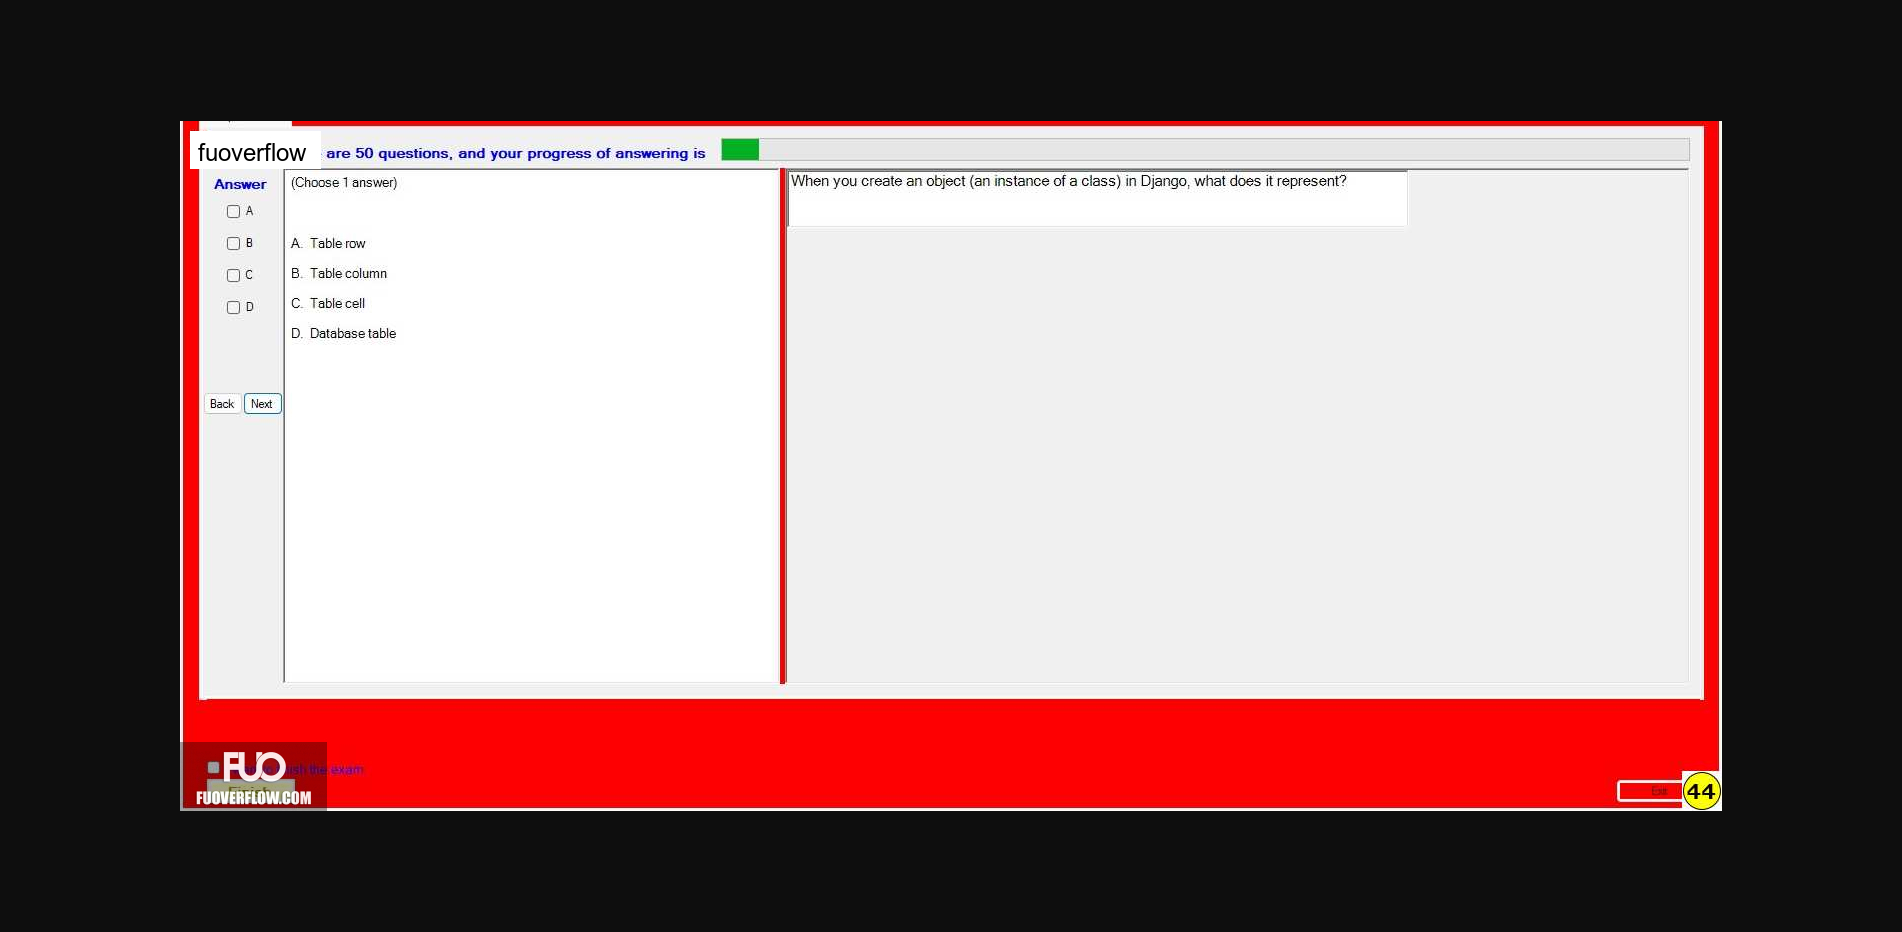 fuoverflow are 50 questions, and your progress of answering is
Answer
(Choose 1 answer)
When you create an object (an instance of a class) in Django, what does it represent?
A
B
C
D
A. Table row
B. Table column
C. Table cell
D. Database table
Back Next
FUO
the exam
FUOVERFLOW.COM
Exit
44